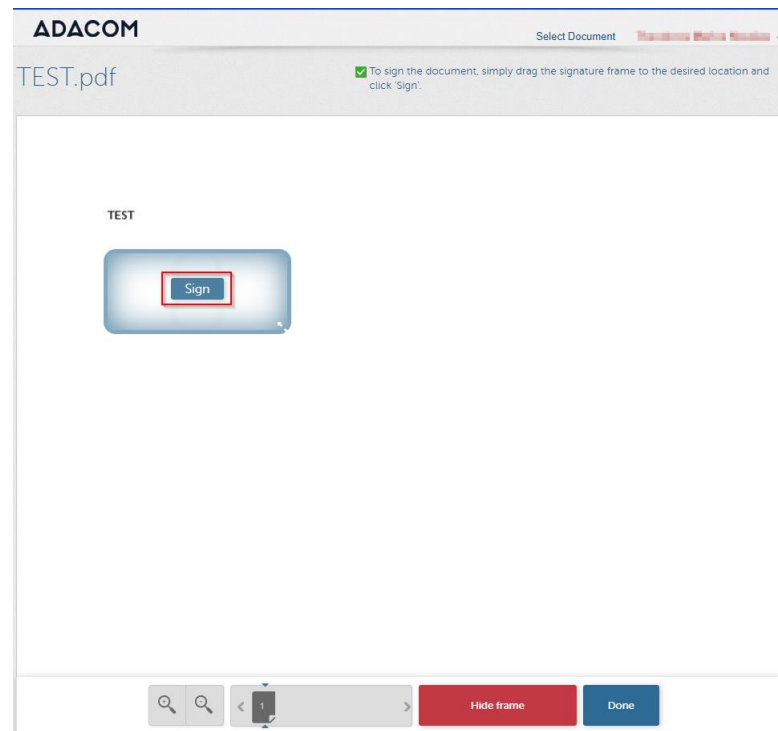 ADACOM
Select Document
TEST.pdf
To sign the document, simply drag the signature frame to the desired location and
click 'Sign'.
TEST
Sign
1
Hide frame
Done